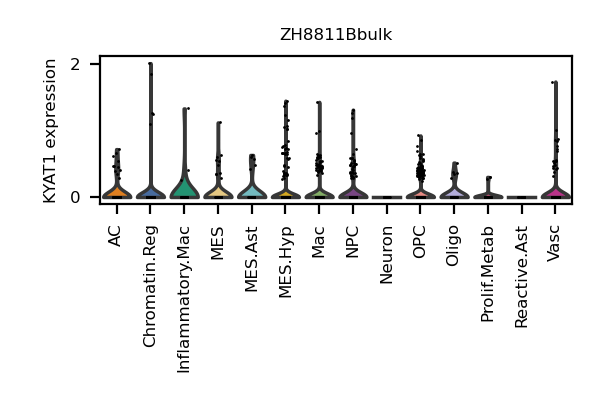 ZH8811Bbulk
KYAT1 expression
2
0
AC
Chromatin.Reg
Inflammatory.Mac
MES
MES.Ast
MES.Hyp
Mac
NPC
Neuron
OPC
Oligo
Prolif.Metab
Reactive.Ast
Vasc